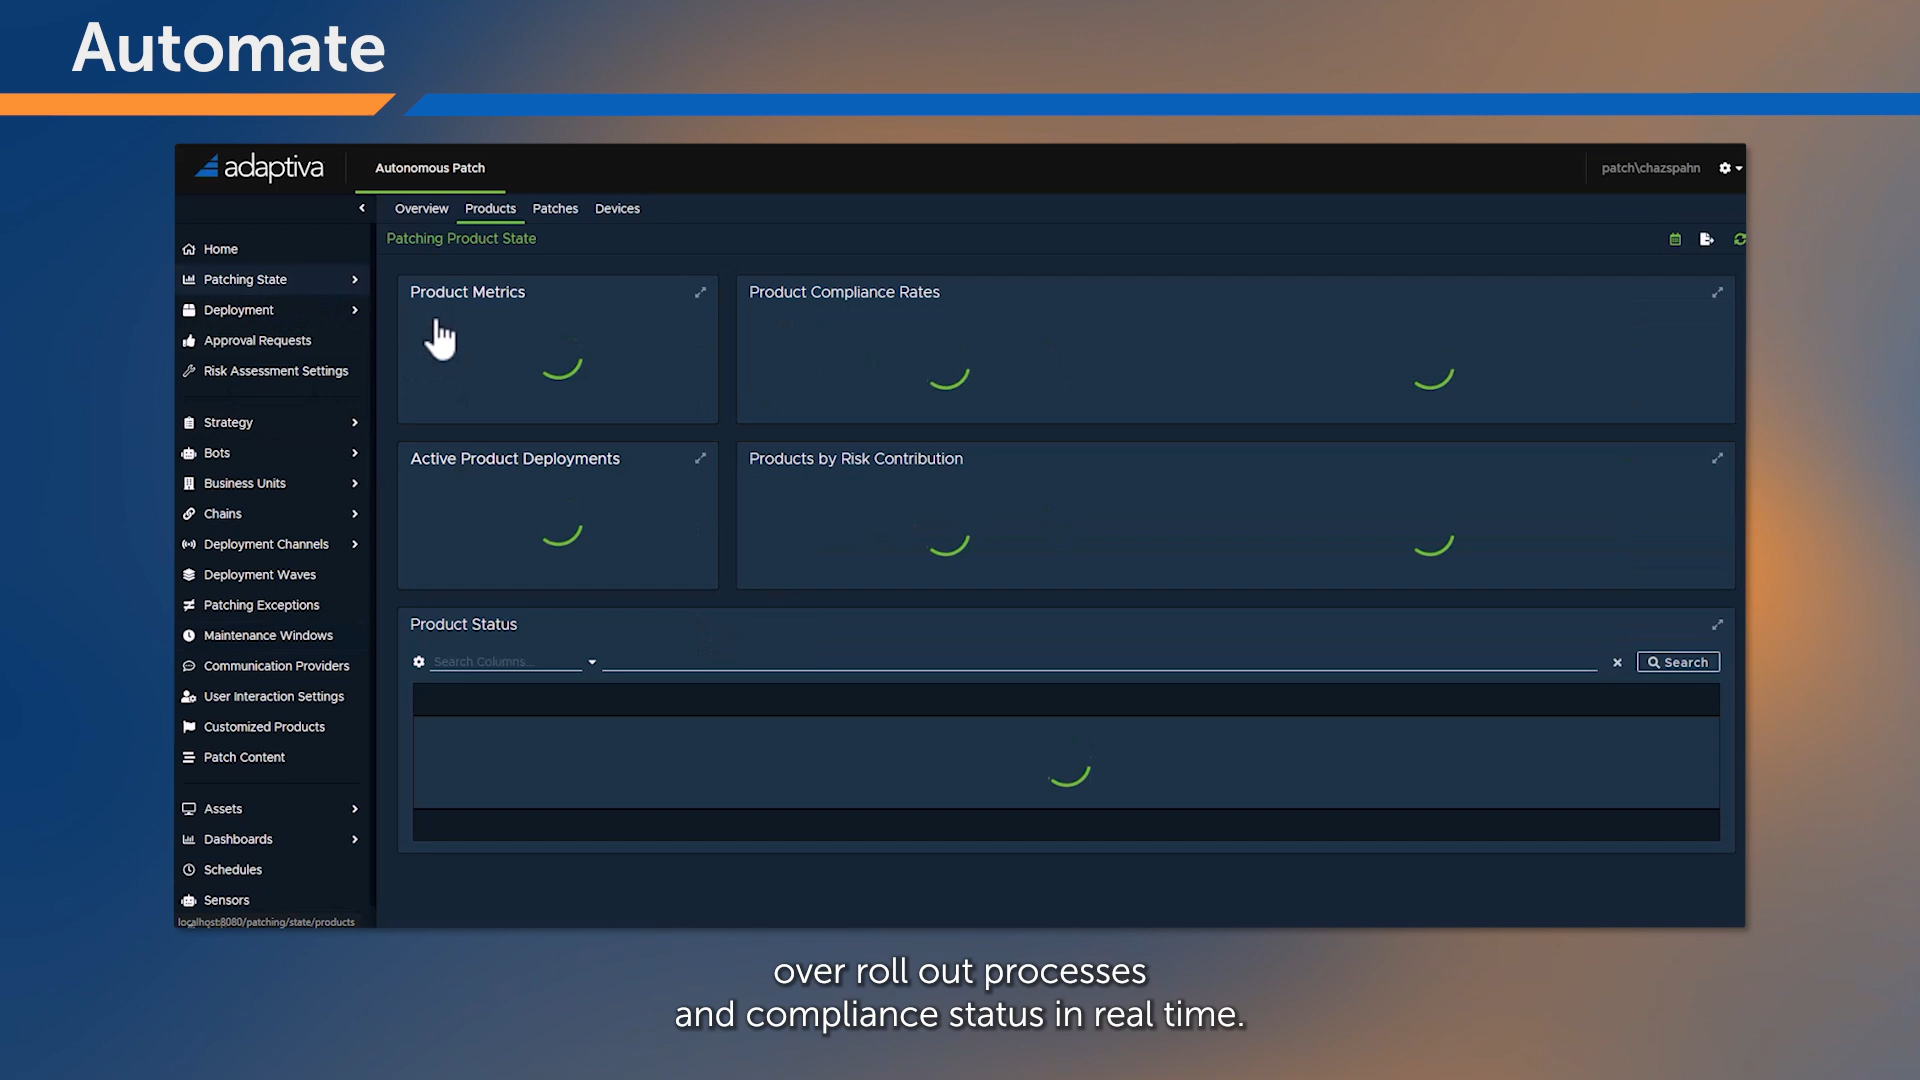 Automate
adaptiva
Autonomous Patch
patch\chazspahn
Overview
Products
Patches
Devices
Patching Product State
Home
Patching State
Deployment
Approval Requests
Risk Assessment Settings
Strategy
Bots
Business Units
Chains
Deployment Channels
Deployment Waves
Patching Exceptions
Maintenance Windows
Communication Providers
User Interaction Settings
Customized Products
Patch Content
Assets
Dashboards
Schedules
Sensors
localhost:8080/patching/state/products
Product Metrics
Product Compliance Rates
Active Product Deployments
Products by Risk Contribution
Product Status
Search Columns...
Search
over roll out processes
and compliance status in real time.